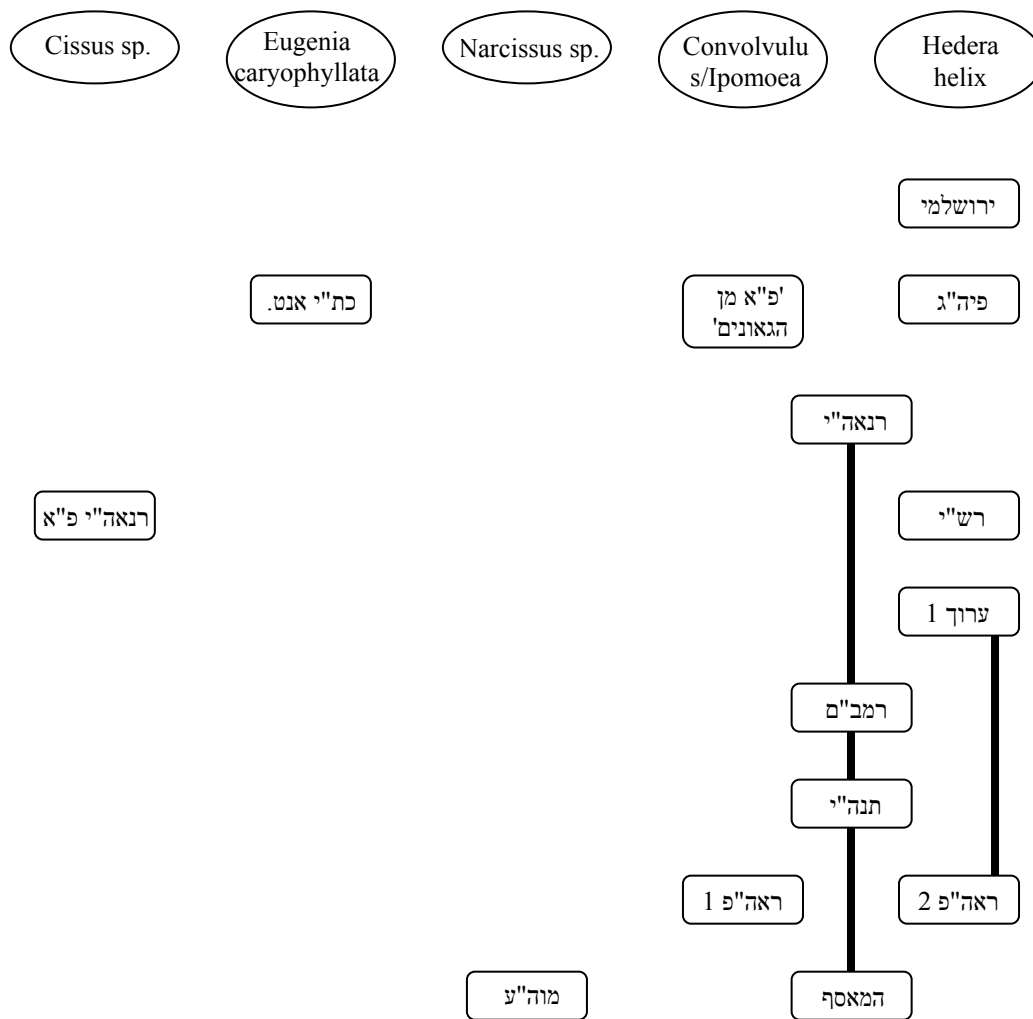 Cissus sp.
Eugenia
caryophyllata
Narcissus sp.
Convolvulu
s/Ipomoea
Hedera
helix
ירושלמי
כת"י אנט.
'פ"א מן
הגאונים'
פיה"ג
רנאה"י
רנאה"י פ"א
רש"י
ערוך 1
רמב"ם
תנה"י
ראה"פ 1
ראה"פ 2
מוה"ע
המאסף